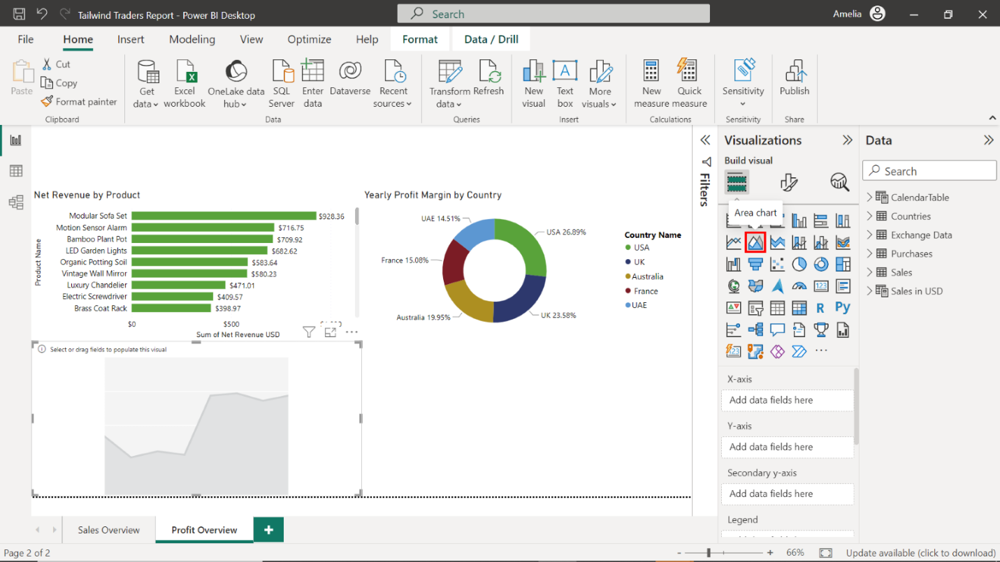 Tailwind Traders Report - Power BI Desktop
Search
Amelia
File
Home
Insert
Modeling
View
Optimize
Help
Format
Data / Drill
Paste
Cut
Copy
Format painter
Clipboard
Get
data
Excel
workbook
OneLake data
hub
SQL
Server
Enter
data
Dataverse
Recent
sources
Data
Transform
data
Refresh
Queries
New
visual
Text
box
More
visuals
Insert
New
measure
Quick
measure
Calculations
Sensitivity
Sensitivity
Publish
Share
Net Revenue by Product
Product Name
Modular Sofa Set $928.36
Motion Sensor Alarm $716.75
Bamboo Plant Pot $709.92
LED Garden Lights $682.62
Organic Potting Soil $583.64
Vintage Wall Mirror $580.23
Luxury Chandelier $471.01
Electric Screwdriver $409.57
Brass Coat Rack $398.97
$0 $500
Sum of Net Revenue USD
Yearly Profit Margin by Country
UAE 14.51%
USA 26.89%
France 15.08%
Australia 19.95%
UK 23.58%
Country Name
USA
UK
Australia
France
UAE
Select or drag fields to populate this visual
Filters
Visualizations
Build visual
Area chart
123
R
Py
123
X-axis
Add data fields here
Y-axis
Add data fields here
Secondary y-axis
Add data fields here
Legend
Data
Search
CalendarTable
Countries
Exchange Data
Purchases
Sales
Sales in USD
Sales Overview
Profit Overview
Page 2 of 2
- + 66%
Update available (click to download)